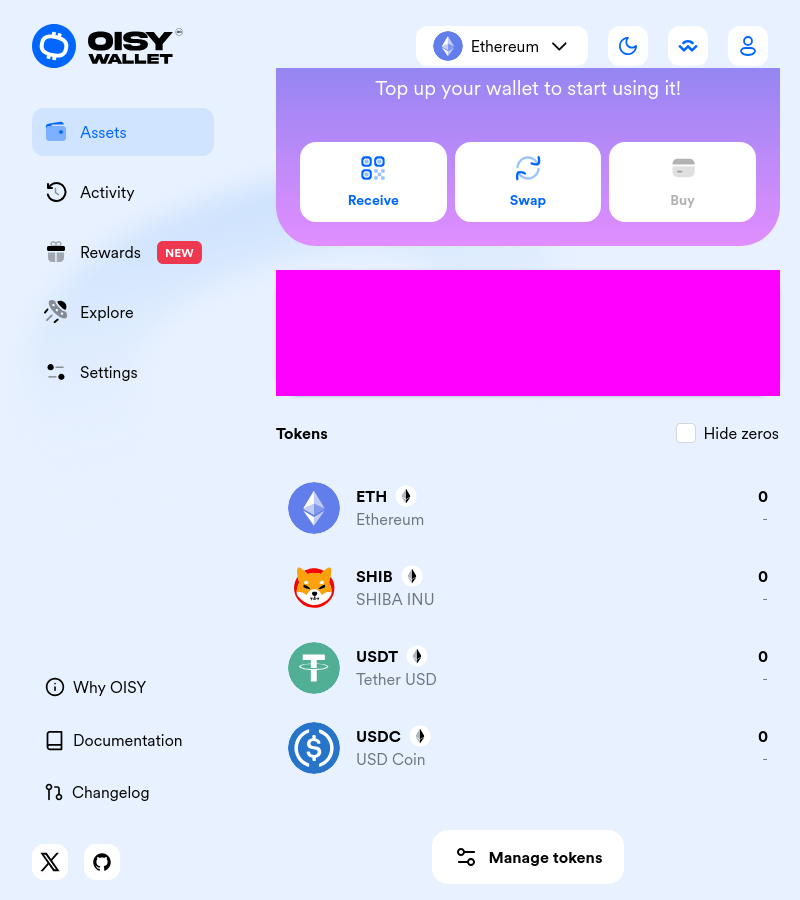 OISY
WALLET
Ethereum
Top up your wallet to start using it!
Receive
Swap
Buy
Assets
Activity
Rewards NEW
Explore
Settings
Tokens
Hide zeros
ETH
0
Ethereum
-
SHIB
0
SHIBA INU
-
USDT
0
Tether USD
-
USDC
0
USD Coin
-
Why OISY
Documentation
Changelog
Manage tokens